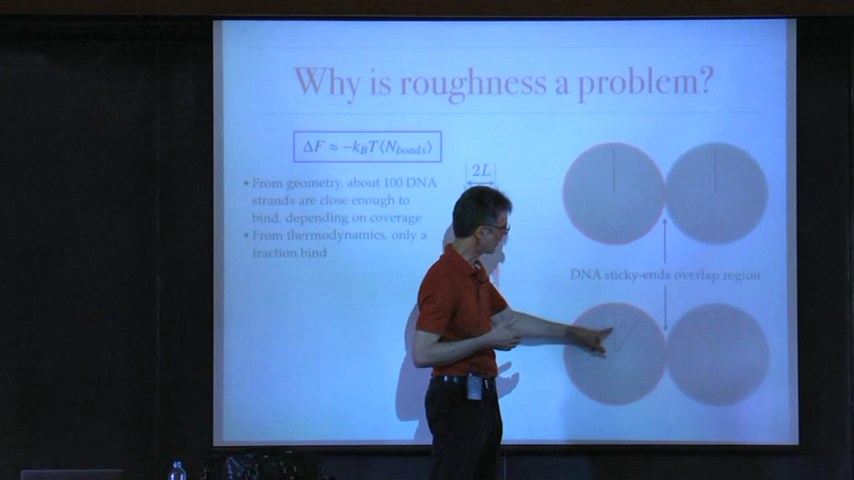 Why is roughness a problem?
ΔF ≈ −k_BT⟨N_bonds⟩
• From geometry, about 100 DNA
strands are close enough to
bind, depending on coverage
• From thermodynamics, only a
fraction bind
2L
DNA sticky-ends overlap region